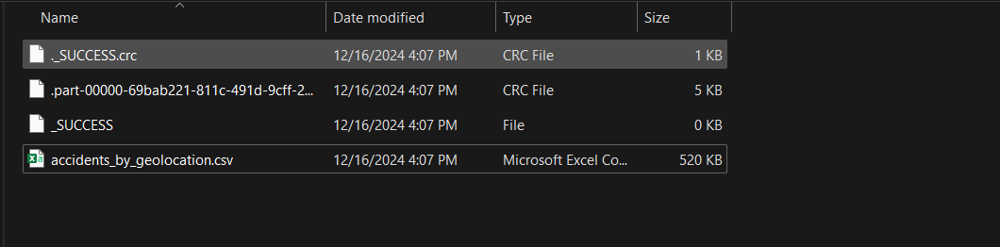 Name Date modified Type Size
._SUCCESS.crc 12/16/2024 4:07 PM CRC File 1 KB
.part-00000-69bab221-811c-491d-9cff-2... 12/16/2024 4:07 PM CRC File 5 KB
_SUCCESS 12/16/2024 4:07 PM File 0 KB
accidents_by_geolocation.csv 12/16/2024 4:07 PM Microsoft Excel Co... 520 KB